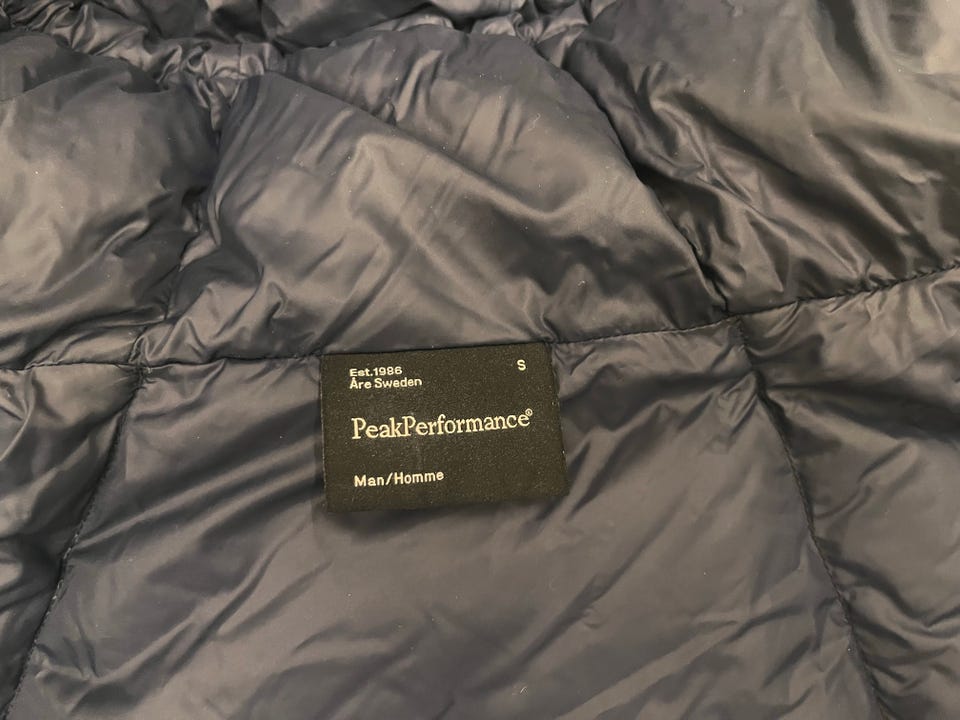 Est.1986 S
Åre Sweden
PeakPerformance®
Man/Homme